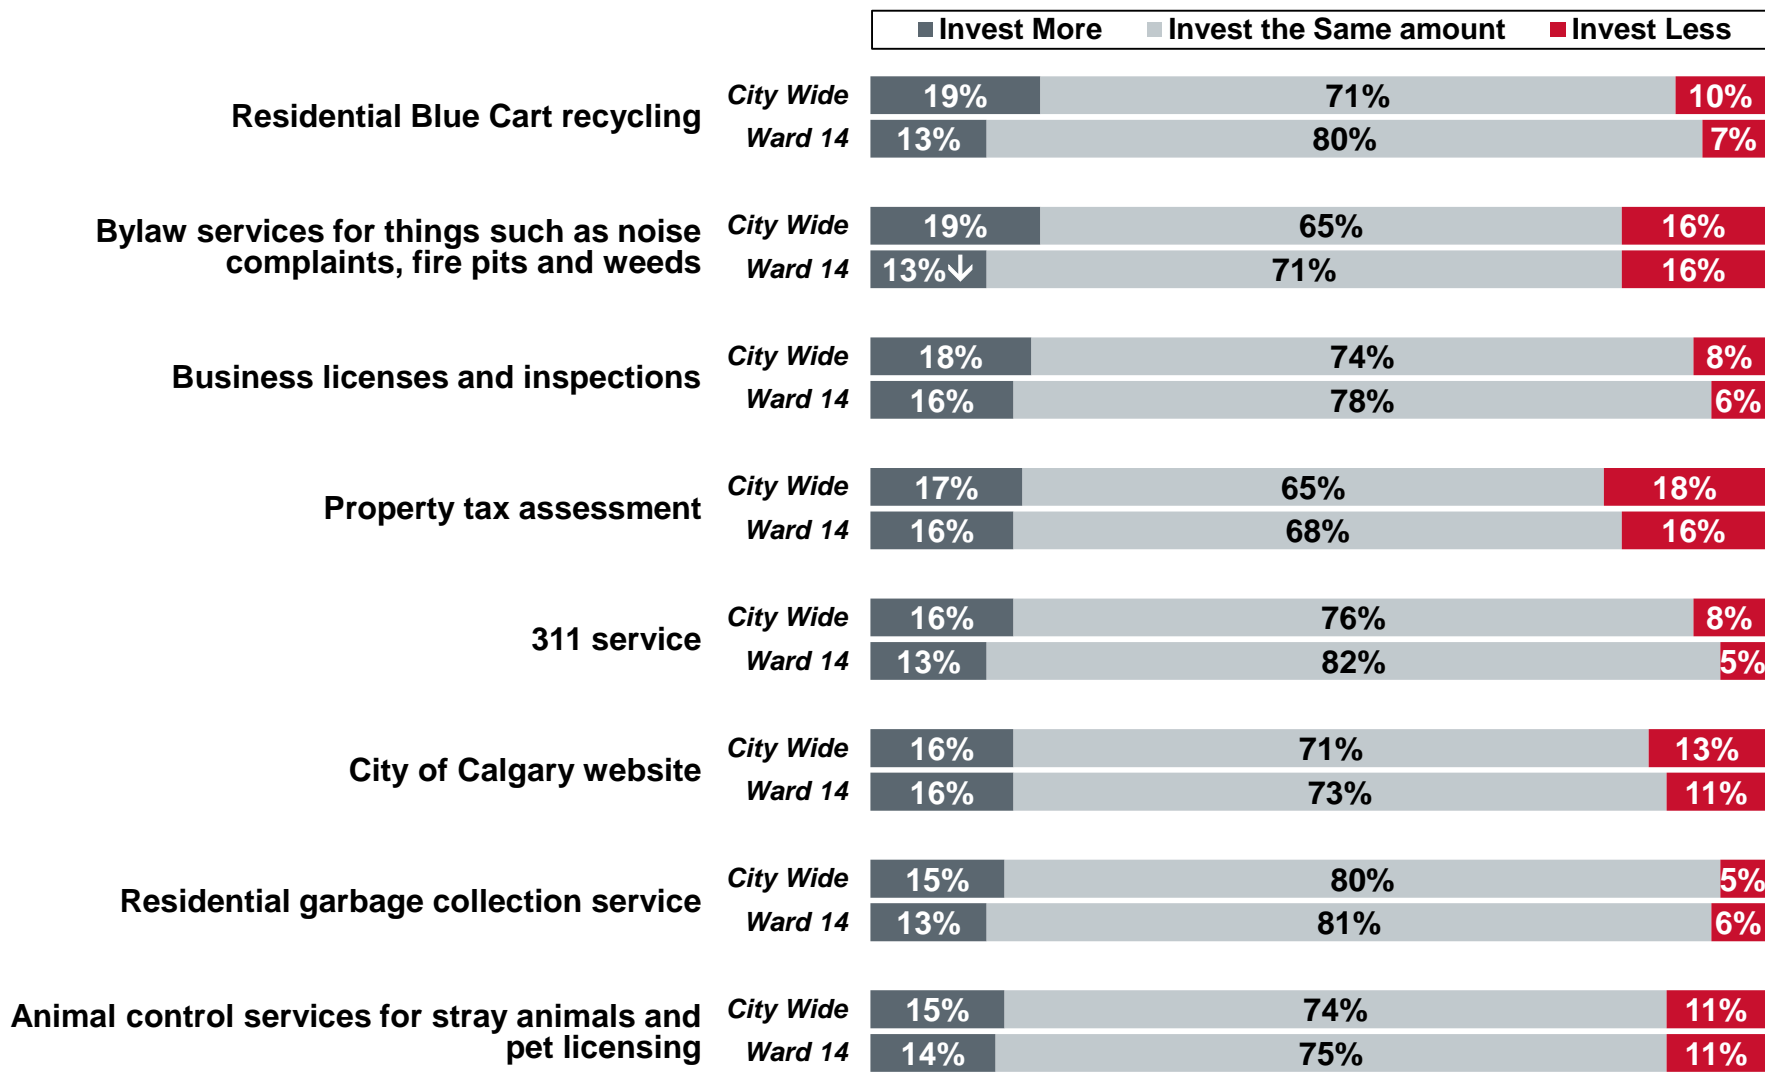 Invest More Invest the Same amount Invest Less
Residential Blue Cart recycling
City Wide 19% 71% 10%
Ward 14 13% 80% 7%
Bylaw services for things such as noise
complaints, fire pits and weeds
City Wide 19% 65% 16%
Ward 14 13%↓ 71% 16%
Business licenses and inspections
City Wide 18% 74% 8%
Ward 14 16% 78% 6%
Property tax assessment
City Wide 17% 65% 18%
Ward 14 16% 68% 16%
311 service
City Wide 16% 76% 8%
Ward 14 13% 82% 5%
City of Calgary website
City Wide 16% 71% 13%
Ward 14 16% 73% 11%
Residential garbage collection service
City Wide 15% 80% 5%
Ward 14 13% 81% 6%
Animal control services for stray animals and
pet licensing
City Wide 15% 74% 11%
Ward 14 14% 75% 11%